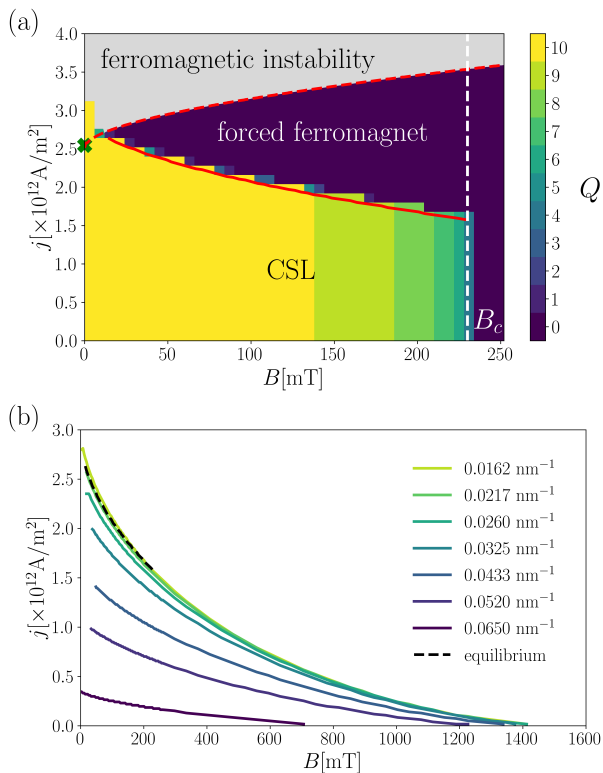 (a)
4.0
3.5
3.0
2.5
2.0
1.5
1.0
0.5
0.0
j[×10¹²A/m²]
ferromagnetic instability
forced ferromagnet
CSL
B_c
0 50 100 150 200 250
B[mT]
10
9
8
7
6
5
4
3
2
1
0
Q
(b)
3.0
2.5
2.0
1.5
1.0
0.5
0.0
j[×10¹²A/m²]
0.0162 nm⁻¹
0.0217 nm⁻¹
0.0260 nm⁻¹
0.0325 nm⁻¹
0.0433 nm⁻¹
0.0520 nm⁻¹
0.0650 nm⁻¹
equilibrium
0 200 400 600 800 1000 1200 1400 1600
B[mT]